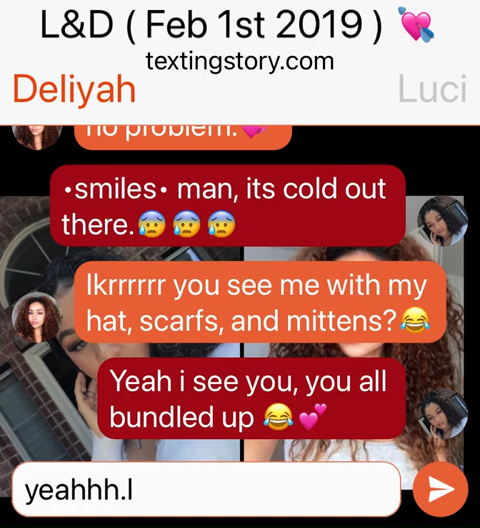 L&D ( Feb 1st 2019 ) 💘
textingstory.com
Deliyah Luci
no problem.💕
•smiles• man, its cold out
there.😰😰😰
Ikrrrrrr you see me with my
hat, scarfs, and mittens?😂
Yeah i see you, you all
bundled up 😂💕
yeahhh.l